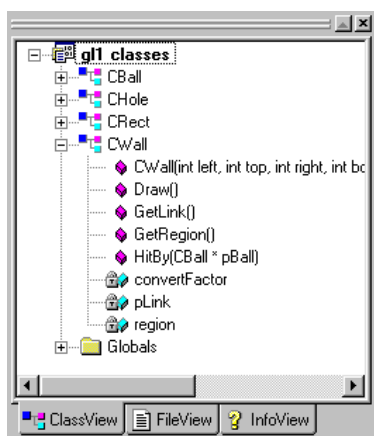 gl1 classes
CBall
CHole
CRect
CWall
CWall(int left, int top, int right, int bo
Draw()
GetLink()
GetRegion()
HitBy(CBall * pBall)
convertFactor
pLink
region
Globals
ClassView FileView InfoView